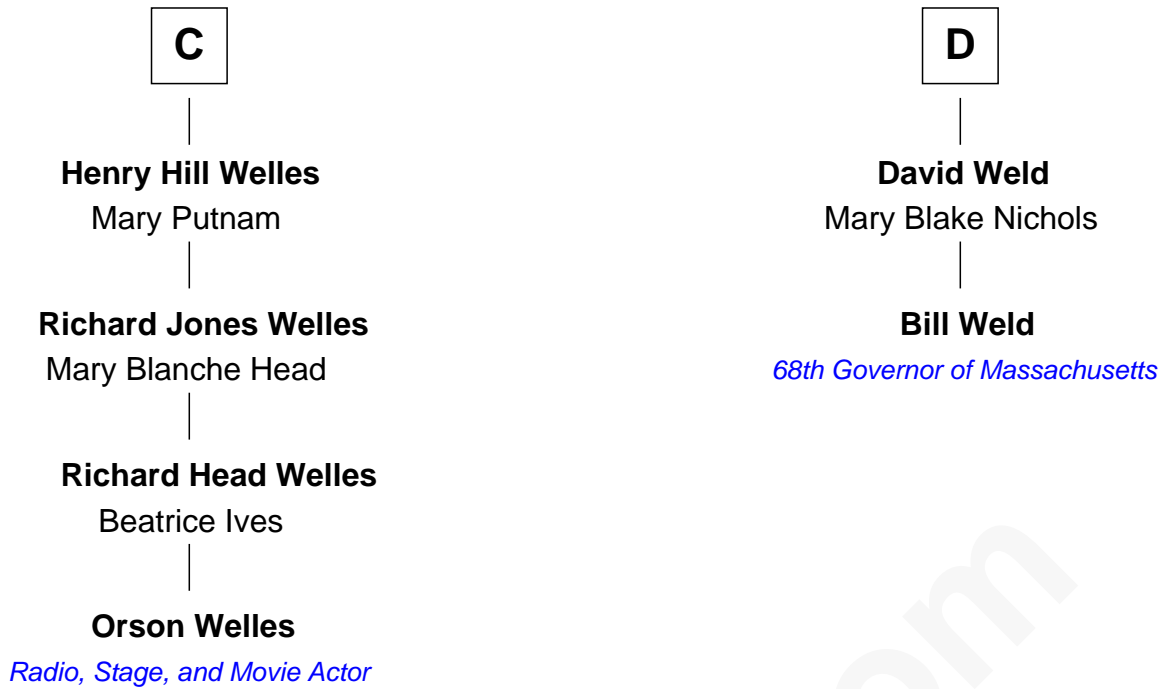 C
Henry Hill Welles
Mary Putnam
Richard Jones Welles
Mary Blanche Head
Richard Head Welles
Beatrice Ives
Orson Welles
Radio, Stage, and Movie Actor
D
David Weld
Mary Blake Nichols
Bill Weld
68th Governor of Massachusetts
om